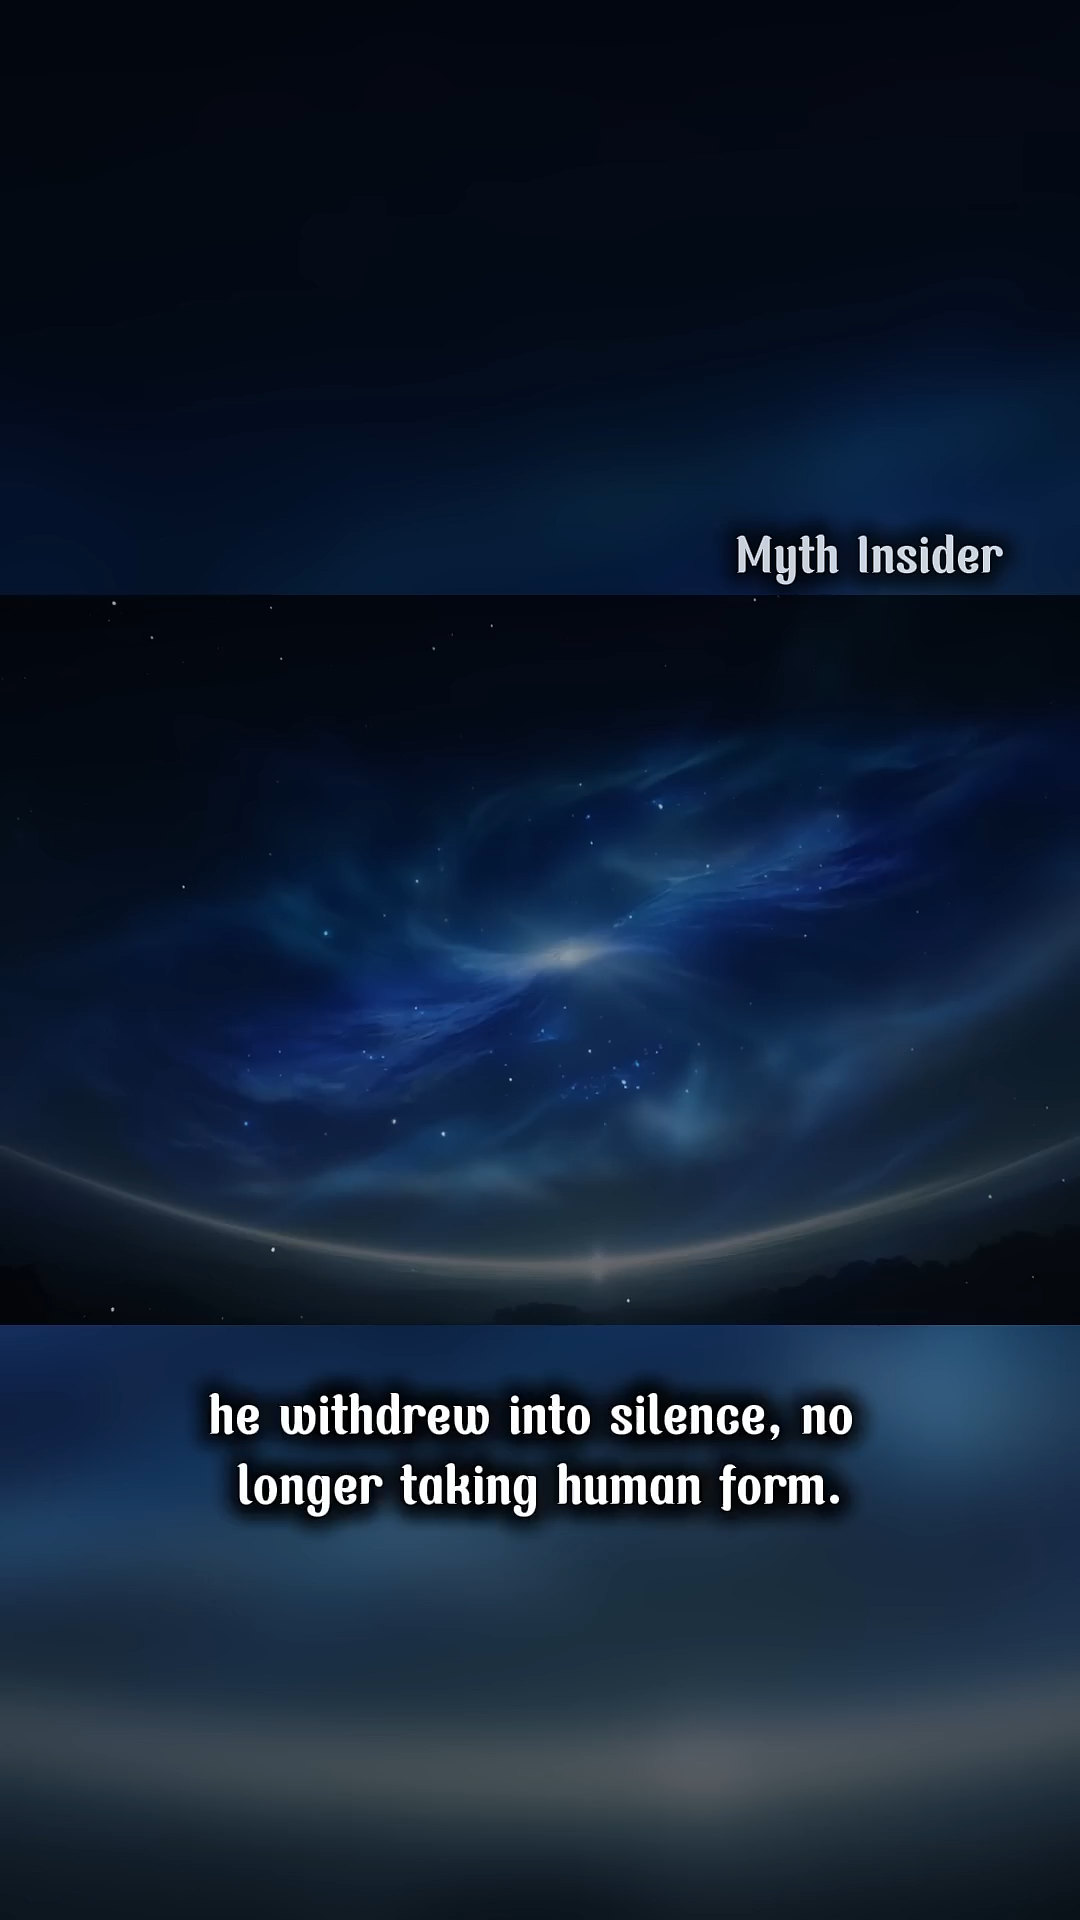 Myth Insider
he withdrew into silence, no
longer taking human form.